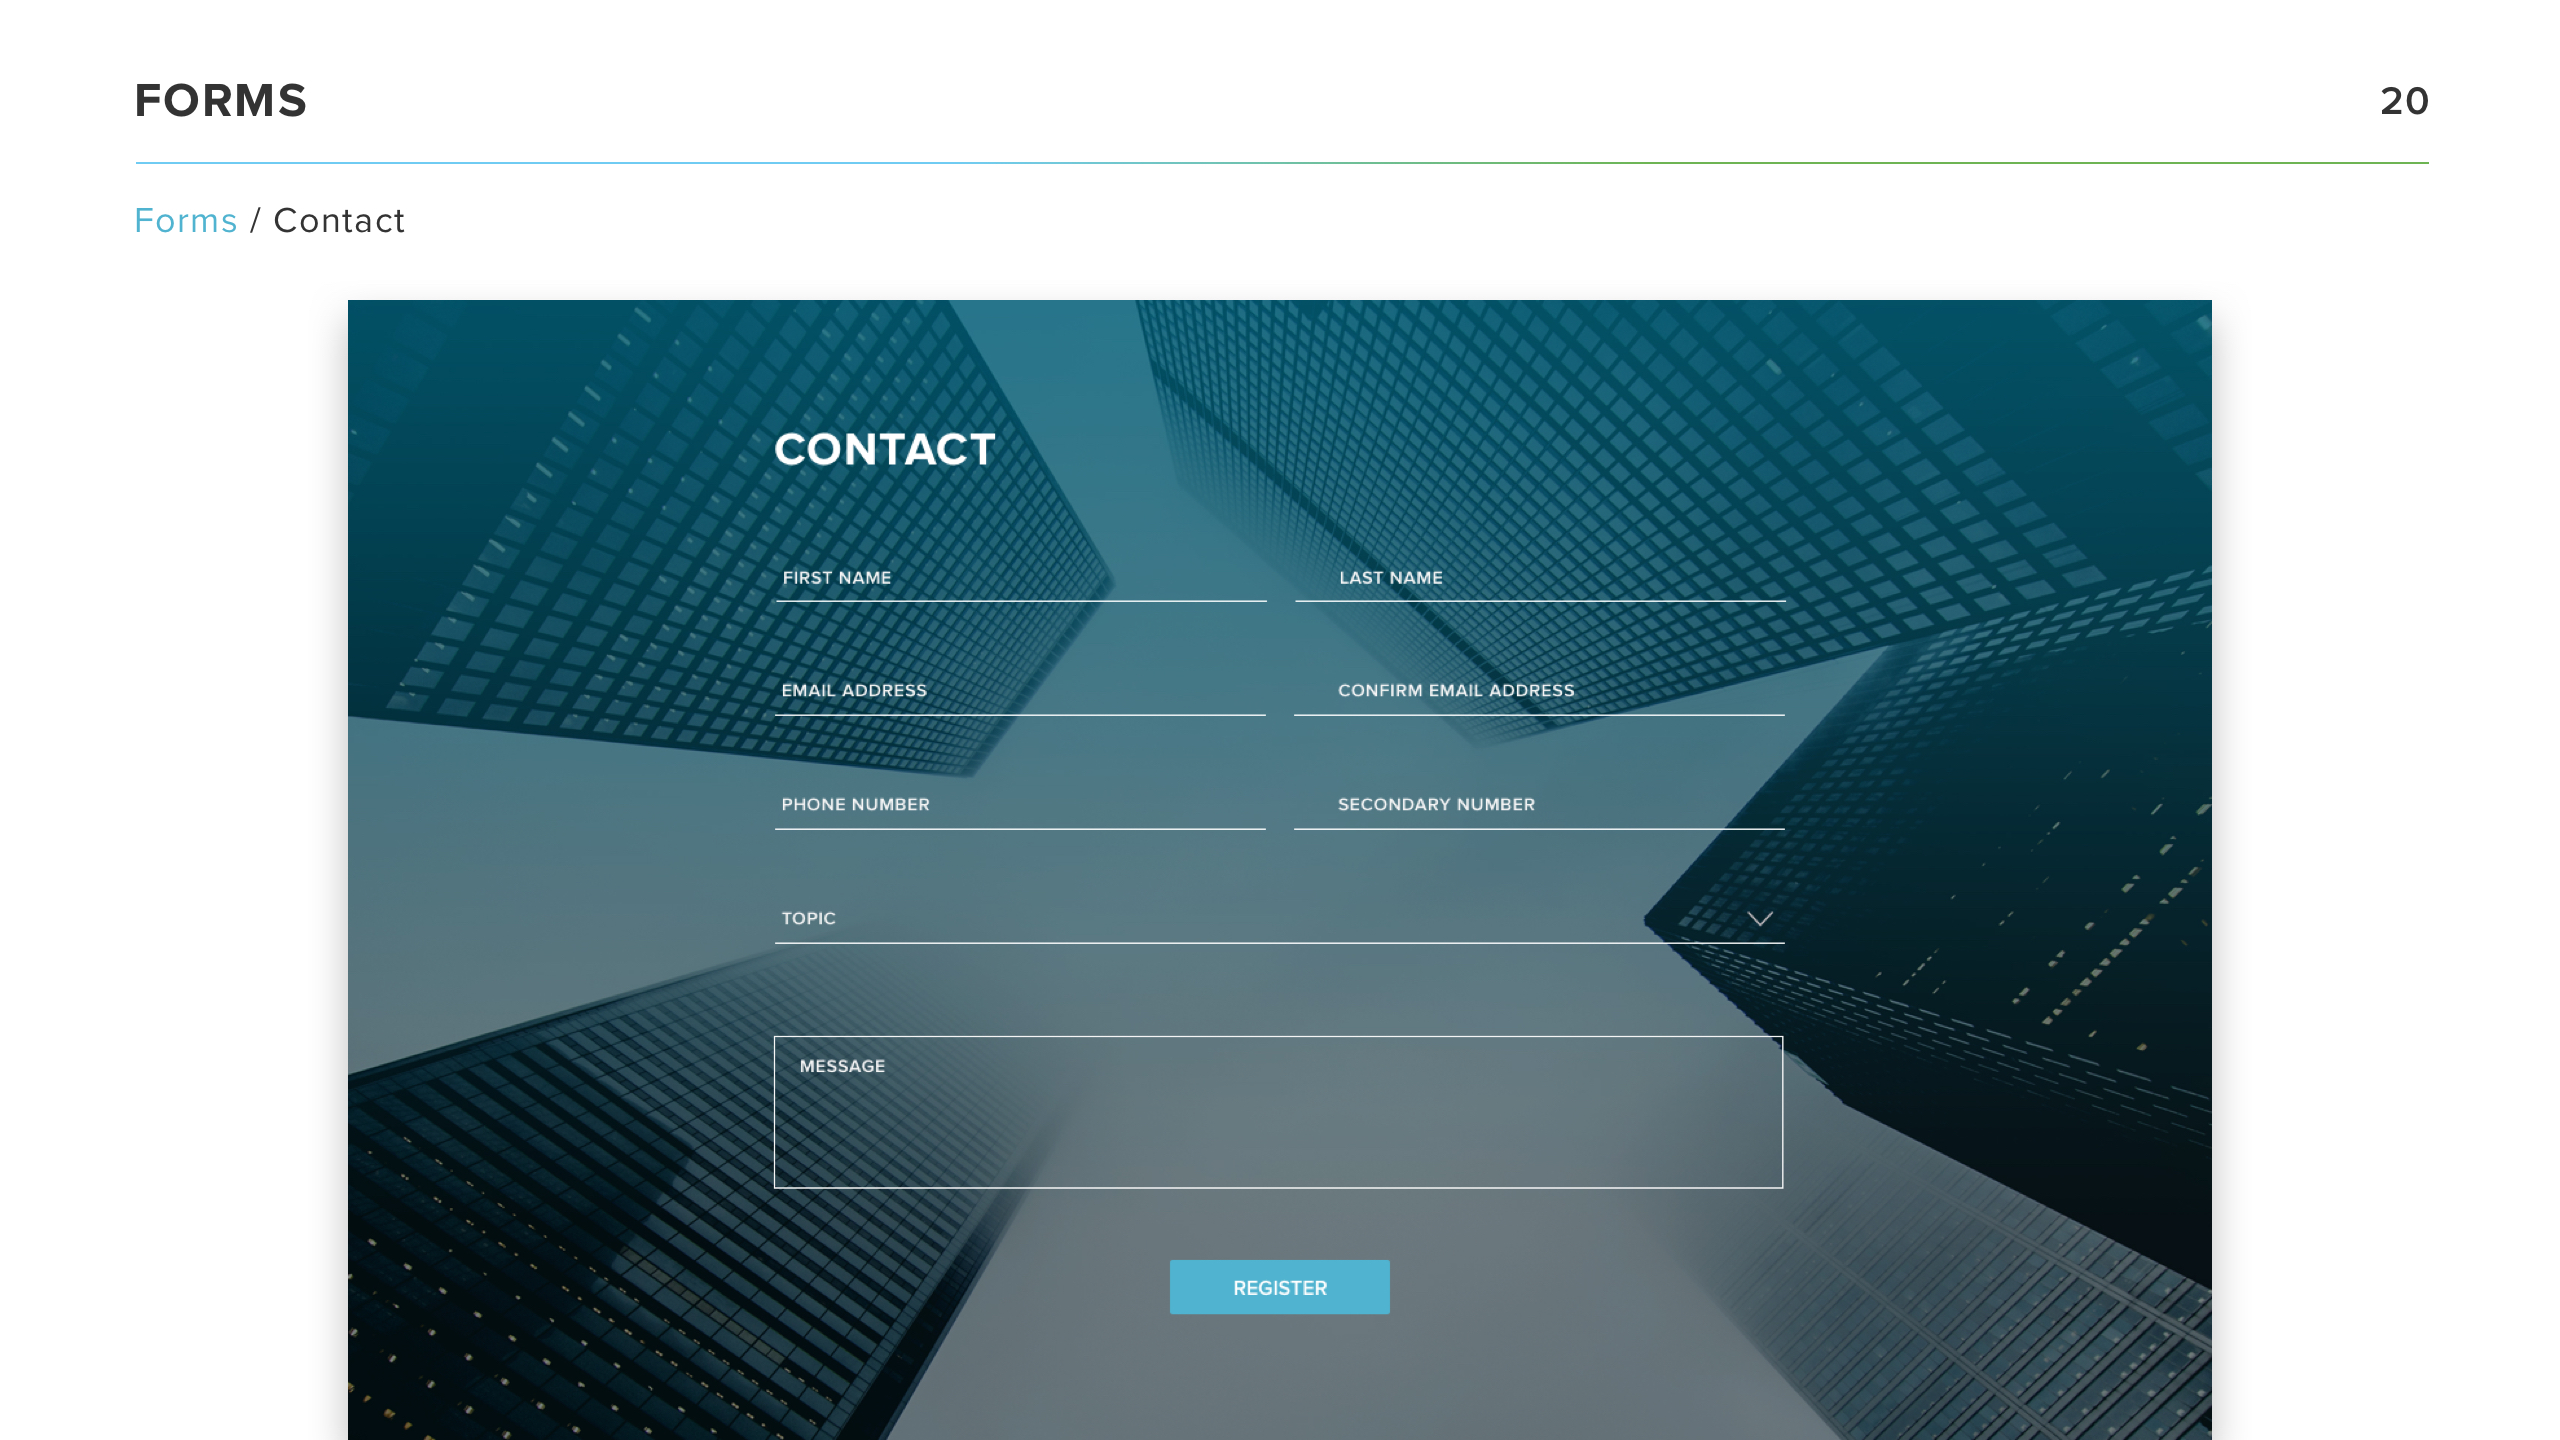 FORMS 20
Forms / Contact
CONTACT
FIRST NAME LAST NAME
EMAIL ADDRESS CONFIRM EMAIL ADDRESS
PHONE NUMBER SECONDARY NUMBER
TOPIC
MESSAGE
REGISTER